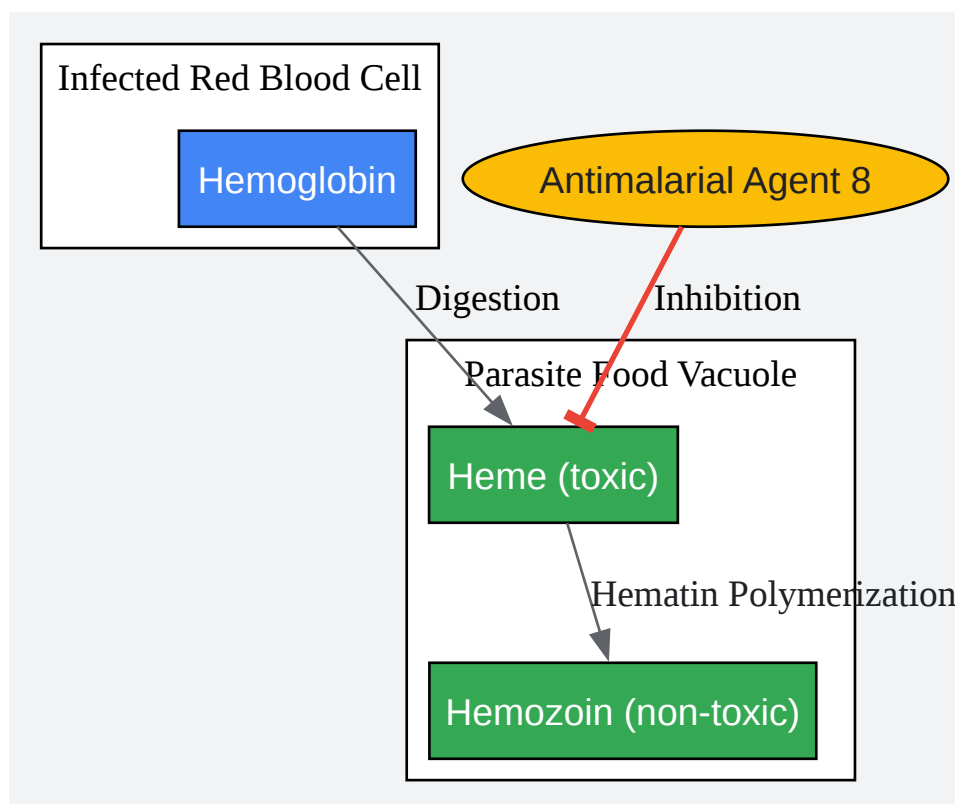 Infected Red Blood Cell
Hemoglobin
Antimalarial Agent 8
Digestion
Inhibition
Parasite Food Vacuole
Heme (toxic)
Hematin Polymerization
Hemozoin (non-toxic)